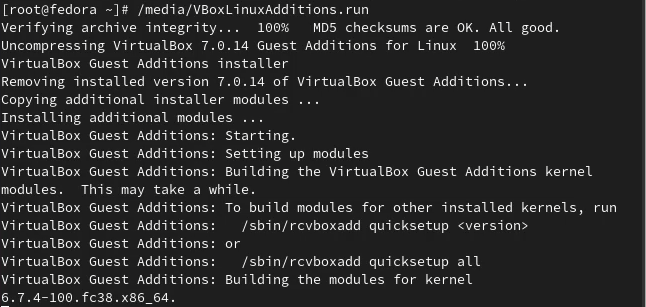 [root@fedora ~]# /media/VBoxLinuxAdditions.run
Verifying archive integrity...  100%   MD5 checksums are OK. All good.
Uncompressing VirtualBox 7.0.14 Guest Additions for Linux  100%
VirtualBox Guest Additions installer
Removing installed version 7.0.14 of VirtualBox Guest Additions...
Copying additional installer modules ...
Installing additional modules ...
VirtualBox Guest Additions: Starting.
VirtualBox Guest Additions: Setting up modules
VirtualBox Guest Additions: Building the VirtualBox Guest Additions kernel
modules.  This may take a while.
VirtualBox Guest Additions: To build modules for other installed kernels, run
VirtualBox Guest Additions:   /sbin/rcvboxadd quicksetup <version>
VirtualBox Guest Additions: or
VirtualBox Guest Additions:   /sbin/rcvboxadd quicksetup all
VirtualBox Guest Additions: Building the modules for kernel
6.7.4-100.fc38.x86_64.